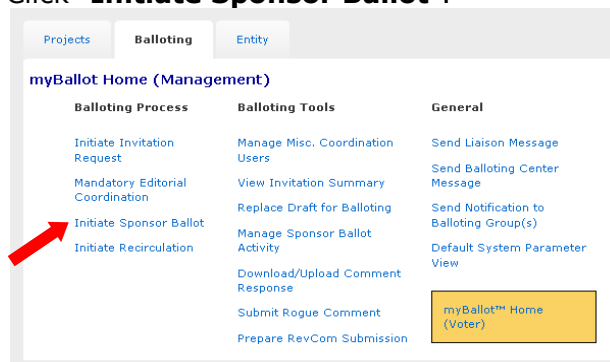 Click "Initiate Sponsor Ballot".
Projects Balloting Entity
myBallot Home (Management)
Balloting Process
Initiate Invitation
Request
Mandatory Editorial
Coordination
Initiate Sponsor Ballot
Initiate Recirculation
Balloting Tools
Manage Misc. Coordination
Users
View Invitation Summary
Replace Draft for Balloting
Manage Sponsor Ballot
Activity
Download/Upload Comment
Response
Submit Rogue Comment
Prepare RevCom Submission
General
Send Liaison Message
Send Balloting Center
Message
Send Notification to
Balloting Group(s)
Default System Parameter
View
myBallot™ Home
(Voter)